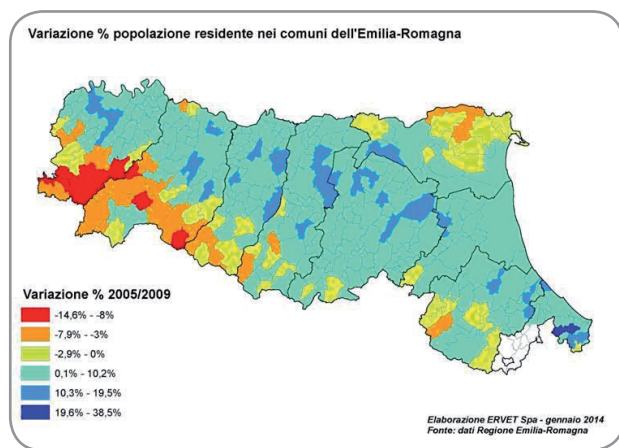 Variazione % popolazione residente nei comuni dell'Emilia-Romagna
Variazione % 2005/2009
-14,6% - -8%
-7,9% - -3%
-2,9% - 0%
0,1% - 10,2%
10,3% - 19,5%
19,6% - 38,5%
Elaborazione ERVET Spa - gennaio 2014
Fonte: dati Regione Emilia-Romagna